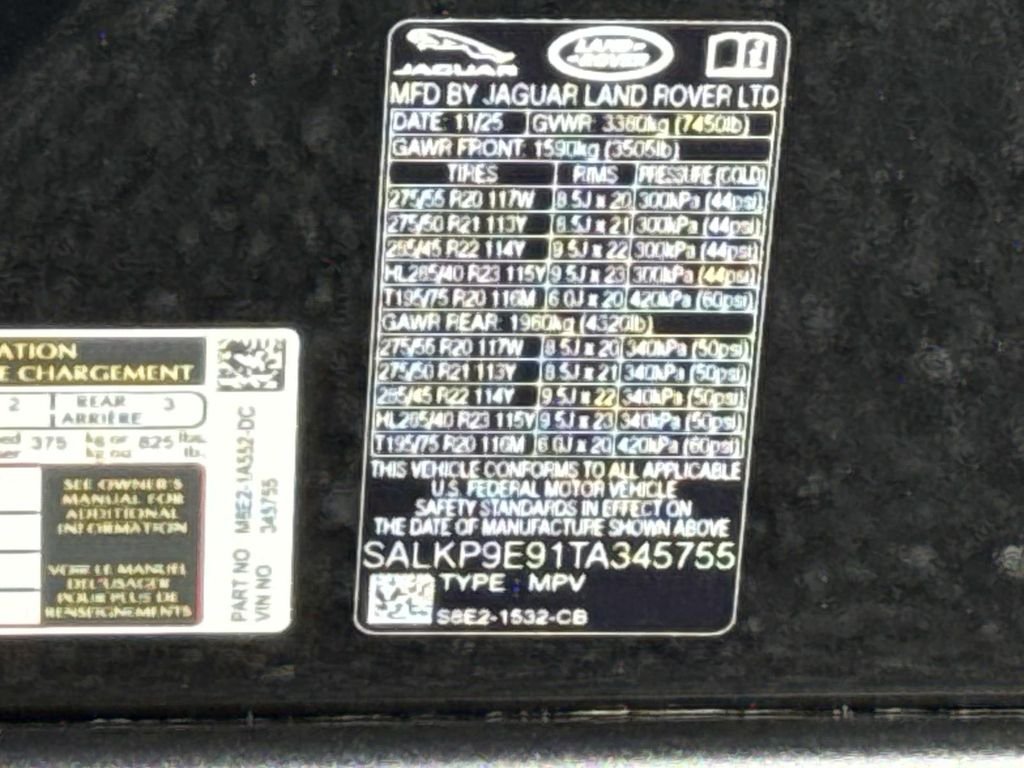 JAGUAR LAND ROVER
MFD BY JAGUAR LAND ROVER LTD
DATE: 11/25 GVWR: 3380kg (7450lb)
GAWR FRONT: 1590kg (3505lb)
TIRES RIMS PRESSURE (COLD)
275/55 R20 117W 8.5J x 20 300kPa (44psi)
275/50 R21 113Y 8.5J x 21 300kPa (44psi)
285/45 R22 114Y 9.5J x 22 300kPa (44psi)
HL285/40 R23 115Y 9.5J x 23 300kPa (44psi)
T195/75 R20 116M 6.0J x 20 420kPa (60psi)
GAWR REAR: 1960kg (4320lb)
275/55 R20 117W 8.5J x 20 340kPa (50psi)
275/50 R21 113Y 8.5J x 21 340kPa (50psi)
285/45 R22 114Y 9.5J x 22 340kPa (50psi)
HL285/40 R23 115Y 9.5J x 23 340kPa (50psi)
T195/75 R20 116M 6.0J x 20 420kPa (60psi)
THIS VEHICLE CONFORMS TO ALL APPLICABLE
U.S. FEDERAL MOTOR VEHICLE
SAFETY STANDARDS IN EFFECT ON
THE DATE OF MANUFACTURE SHOWN ABOVE
SALKP9E91TA345755
TYPE : MPV
S8E2-1532-CB
ATION
E CHARGEMENT
2 REAR 3
ARRIÈRE
375 kg or 825 lbs.
kg ou lb.
SEE OWNER'S
MANUAL FOR
ADDITIONAL
INFORMATION
VOIR LE MANUEL
DE L'USAGER
POUR PLUS DE
RENSEIGNEMENTS
PART NO M8E2-1A552-DC
VIN NO 345755